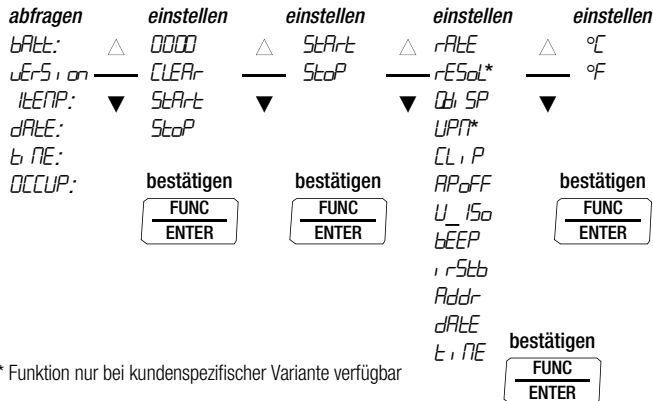 abfragen einstellen einstellen einstellen einstellen
bAtt: △ 0000 △ StArt △ rAtE △ °C
vErSion CLEAr StoP rESoL* °F
ItEMP: ▼ StArt ▼ ▼ 0diSP ▼
dAtE: StoP UPM*
tiME: CLiP
OCCUP: bestätigen bestätigen APoFF bestätigen
FUNC FUNC U_ISo FUNC
ENTER ENTER bEEP ENTER
irStb
Addr
dAtE
tiME bestätigen
* Funktion nur bei kundenspezifischer Variante verfügbar FUNC
ENTER